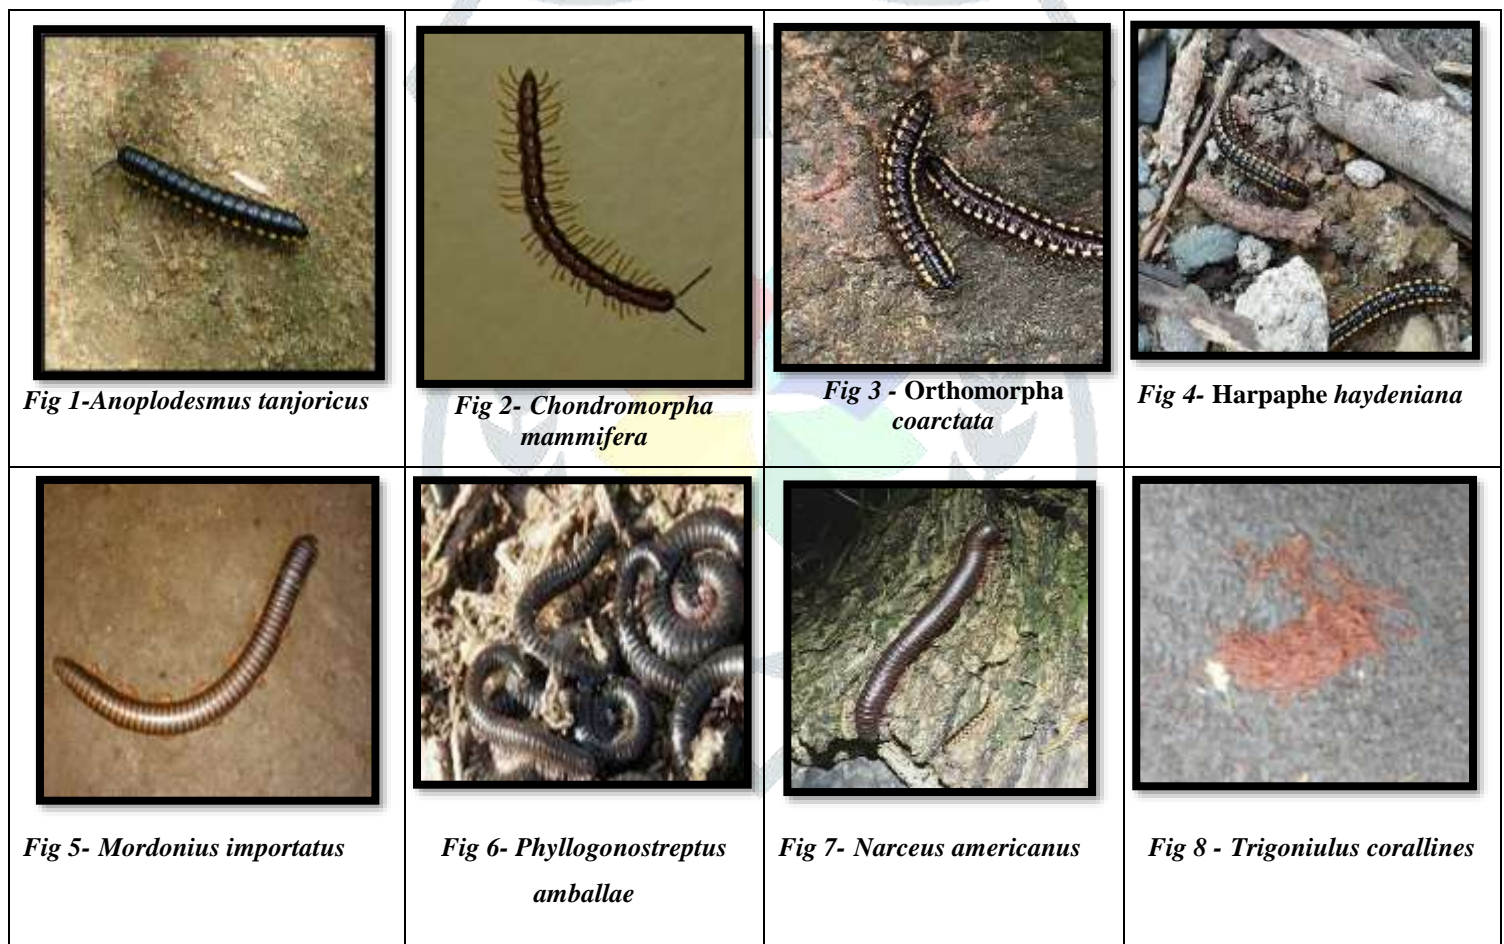 Fig 1-Anoplodesmus tanjoricus
Fig 2- Chondromorpha
mammifera
Fig 3 - Orthomorpha
coarctata
Fig 4- Harpaphe haydeniana
Fig 5- Mordonius importatus
Fig 6- Phyllogonostreptus
amballae
Fig 7- Narceus americanus
Fig 8 - Trigoniulus corallines